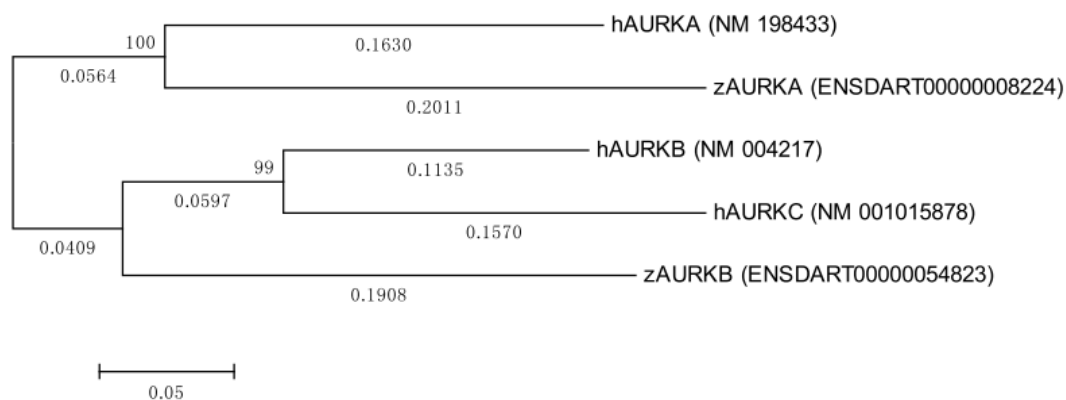 hAURKA (NM 198433)
100
0.1630
0.0564
zAURKA (ENSDART00000008224)
0.2011
hAURKB (NM 004217)
99
0.1135
0.0597
hAURKC (NM 001015878)
0.1570
0.0409
zAURKB (ENSDART00000054823)
0.1908
0.05